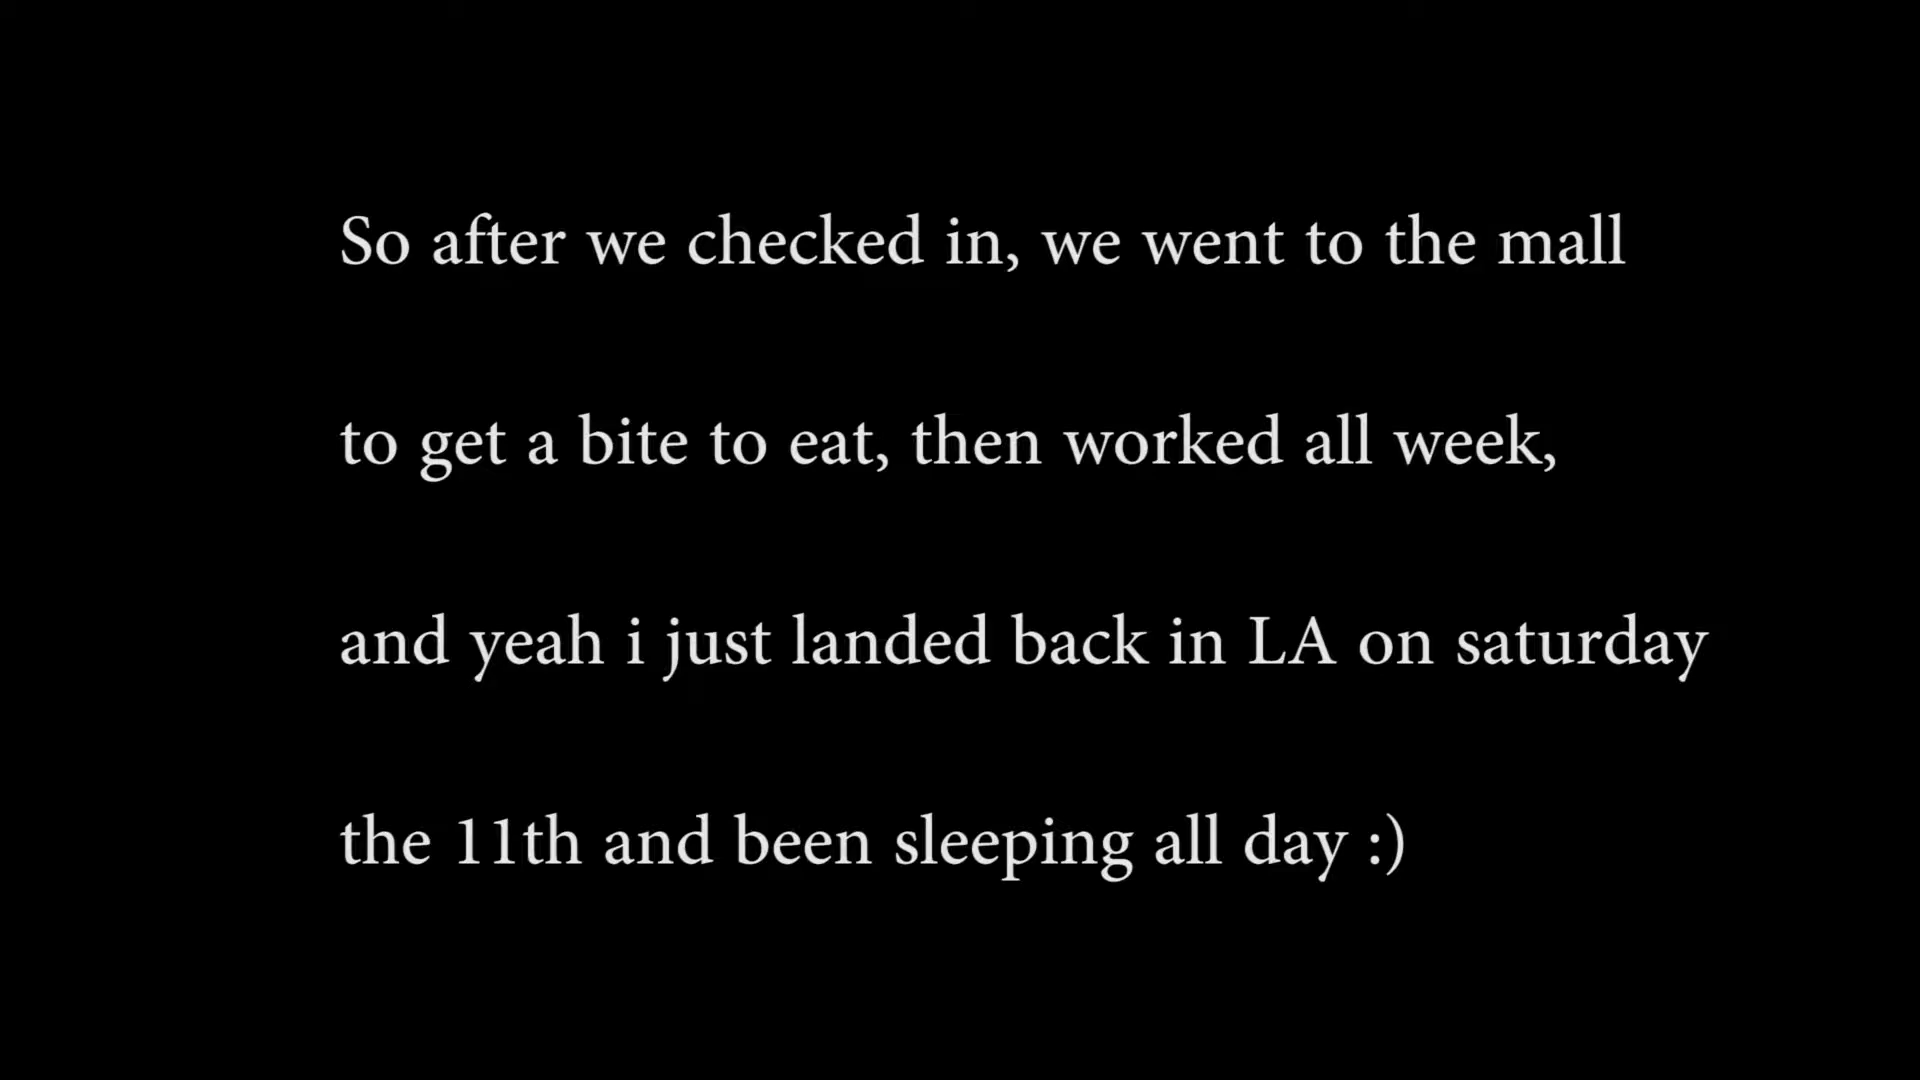 So after we checked in, we went to the mall
to get a bite to eat, then worked all week,
and yeah i just landed back in LA on saturday
the 11th and been sleeping all day :)